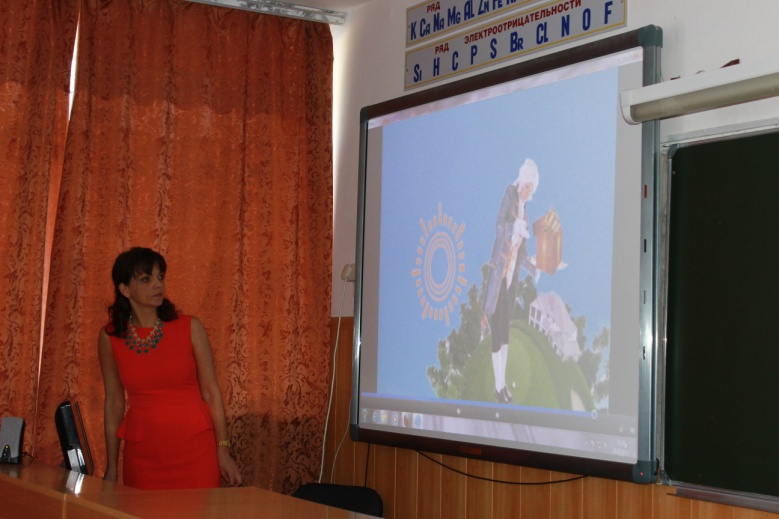 РЯД
K CA NA MG AL ZN FE
РЯД ЭЛЕКТРООТРИЦАТЕЛЬНОСТИ
SI H C P S BR CL N O F